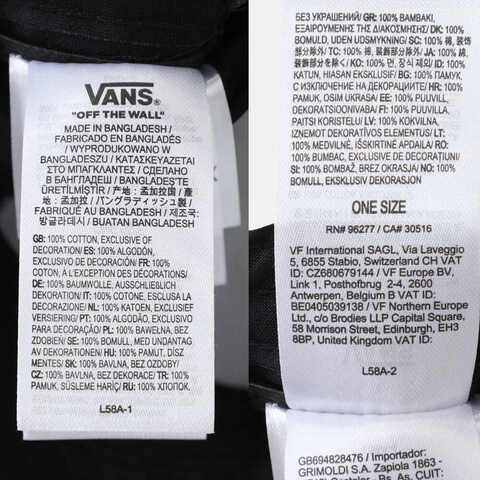 VANS
"OFF THE WALL"
MADE IN BANGLADESH /
FABRICADO EN BANGLADÉS
/ WYPRODUKOWANO W
BANGLADESZU / ΚΑΤΑΣΚΕΥΑΖΕΤΑΙ
ΣΤΟ ΜΠΑΓΚΛΑΝΤΕΣ / СДЕЛАНО
В БАНГЛАДЕШ / BANGLADEŞ'TE
ÜRETİLMİŞTİR / 产地：孟加拉国 / 產
地：孟加拉 / バングラディッシュ製 /
FABRIQUÉ AU BANGLADESH / 제조국:
방글라데시 / BUATAN BANGLADESH
GB: 100% COTTON, EXCLUSIVE OF
DECORATION/ ES: 100% ALGODÓN,
EXCLUSIVO DE DECORACIÓN/ FR: 100%
COTON, À L'EXCEPTION DES DÉCORATIONS/
DE: 100% BAUMWOLLE, AUSSCHLIESSLICH
DEKORATION/ IT: 100% COTONE, ESCLUSA LA
DECORAZIONE/ NL: 100% KATOEN, EXCLUSIEF
VERSIERING/ PT: 100% ALGODÃO, EXCLUSIVO
PARA DECORAÇÃO/ PL: 100% BAWEŁNA, BEZ
OZDÓB/ SE: 100% BOMULL, MED UNDANTAG
AV DEKORATIONEN/ HU: 100% PAMUT, DÍSZ
MENTES/ SK: 100% BAVLNA, BEZ OZDOBY/
CZ: 100% BAVLNA, BEZ DEKORACE/ TR: 100%
PAMUK, SÜSLEME HARİÇ/ RU: 100% ХЛОПОК,
L58A-1
БЕЗ УКРАШЕНИЙ/ GR: 100% ΒΑΜΒΑΚΙ,
ΕΞΑΙΡΟΥΜΕΝΗΣ ΤΗΣ ΔΙΑΚΟΣΜΗΣΗΣ/ DK: 100%
BOMULD, UDEN UDSMYKNING/ SC: 100% 棉, 装饰
部分除外/ TC: 100% 棉, 裝飾部分除外/ JA: 100% 綿,
装飾部分を除く/ KO: 100% 면, 장식 제외/ ID: 100%
KATUN, HIASAN EKSKLUSIF/ BG: 100% ПАМУК,
С ИЗКЛЮЧЕНИЕ НА ДЕКОРАЦИИТЕ/ HR: 100%
PAMUK, OSIM UKRASA/ EE: 100% PUUVILL,
DEKORATSIOONITA/ FI: 100% PUUVILLA,
PAITSI KORISTELU/ LV: 100% KOKVILNA,
IZŅEMOT DEKORATĪVOS ELEMENTUS/ LT:
100% MEDVILNĖ, IŠSKIRTINĖ APDAILA/ RO:
100% BUMBAC, EXCLUSIV DE DECORAȚII/ SI:
100% BOMBAŽ, BREZ OKRASJA/ NO: 100%
BOMULL, EKSKLUSIV DEKORASJON
ONE SIZE
RN# 96277 / CA# 30516
VF International SAGL, Via Laveggio
5, 6855 Stabio, Switzerland CH VAT
ID: CZ680679144 / VF Europe BV,
Link 1, Posthofbrug 2-4, 2600
Antwerpen, Belgium B VAT ID:
BE0405039138 / VF Northern Europe
Ltd, c/o Brodies LLP Capital Square,
58 Morrison Street, Edinburgh, EH3
8BP, United Kingdom VAT ID:
L58A-2
GB694828476 / Importador:
GRIMOLDI S.A. Zapiola 1863 -